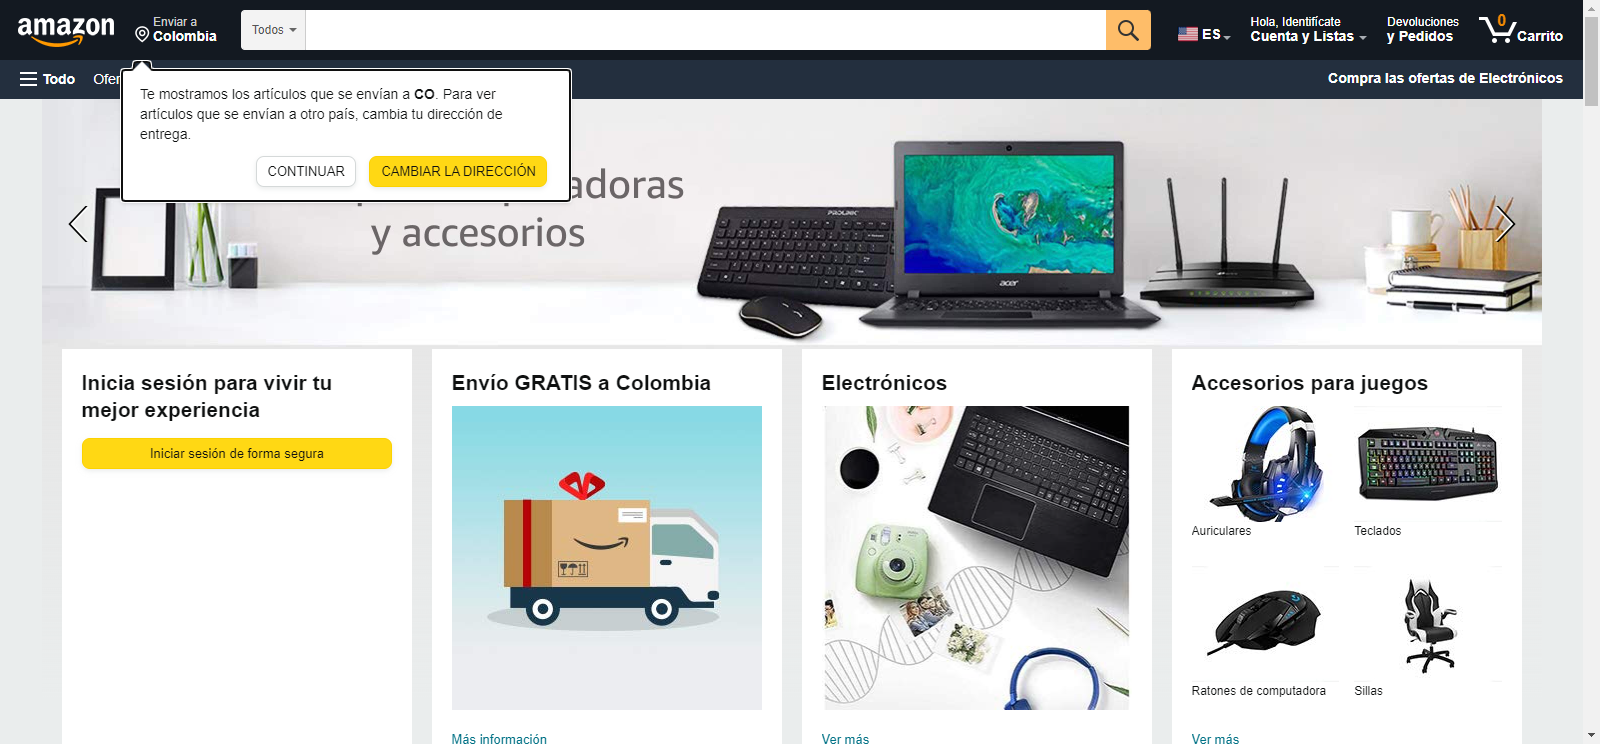 amazon
Enviar a
Colombia
Todos
ES
Hola, Identifícate
Cuenta y Listas
Devoluciones
y Pedidos
0
Carrito
Todo
Ofer
Compra las ofertas de Electrónicos
Te mostramos los artículos que se envían a CO. Para ver
artículos que se envían a otro país, cambia tu dirección de
entrega.
CONTINUAR
CAMBIAR LA DIRECCIÓN
adoras
y accesorios
PROLINK
acer
Inicia sesión para vivir tu
mejor experiencia
Iniciar sesión de forma segura
Envío GRATIS a Colombia
Más información
Electrónicos
Ver más
Accesorios para juegos
Auriculares
Teclados
Ratones de computadora
Sillas
Ver más